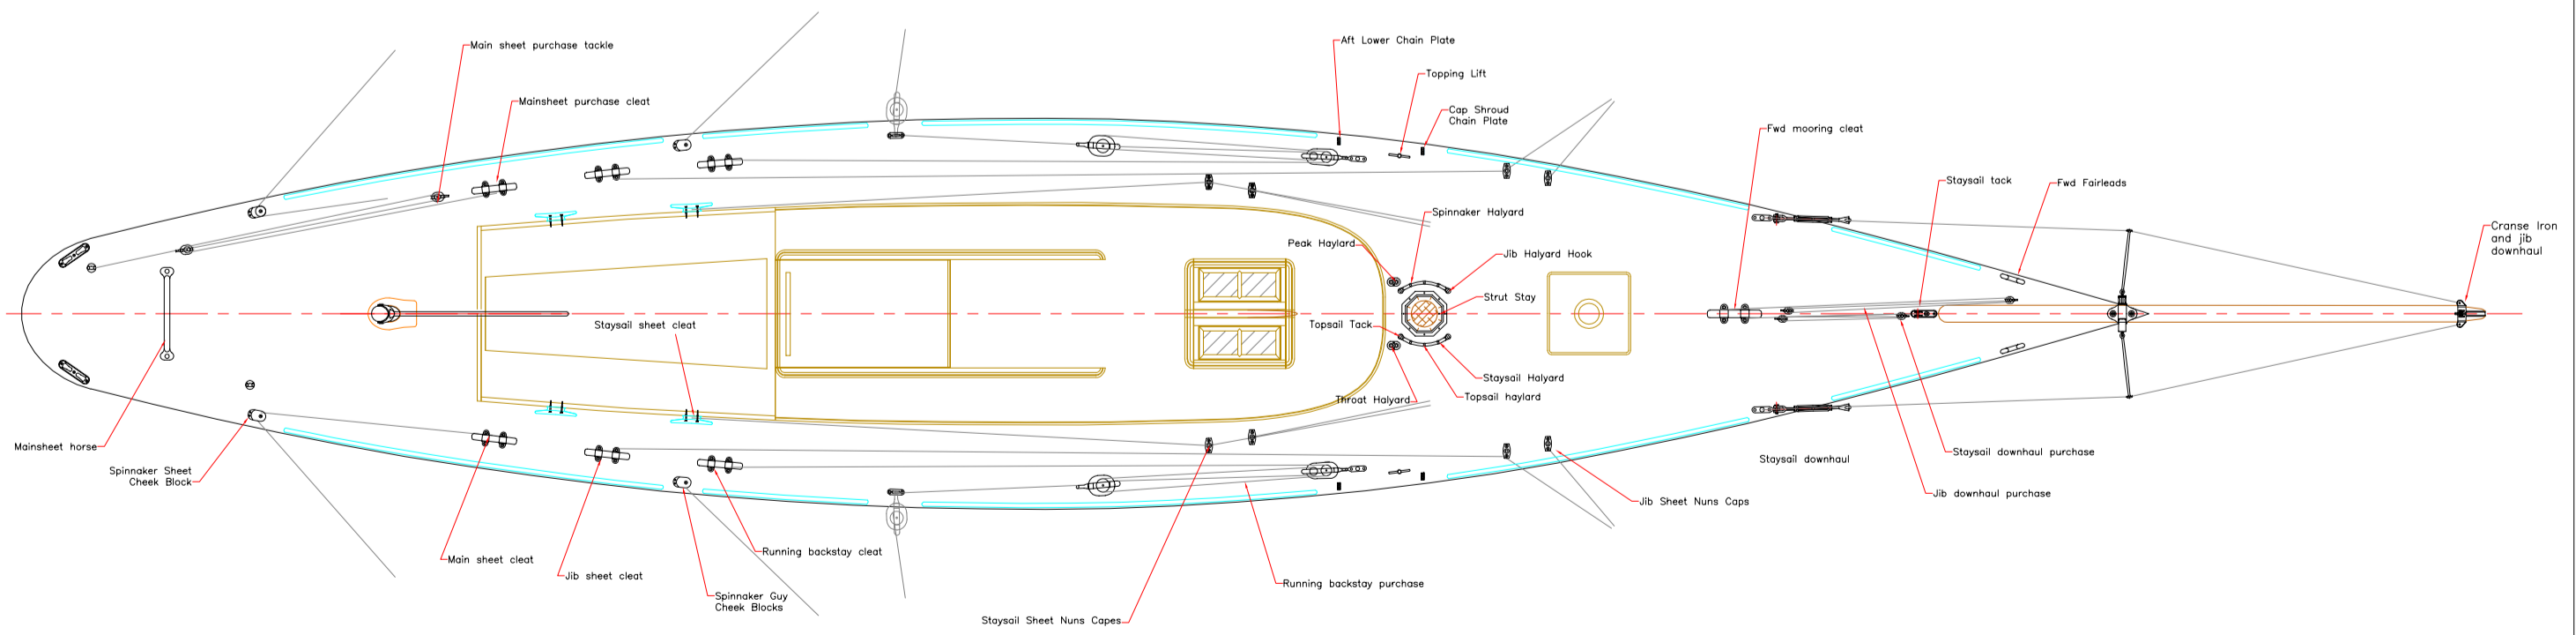 Main sheet purchase tackle
Mainsheet purchase cleat
Aft Lower Chain Plate
Topping Lift
Cap Shroud
Chain Plate
Fwd mooring cleat
Staysail tack
Fwd Fairleads
Cranse Iron
and jib
downhaul
Spinnaker Halyard
Peak Haylard
Jib Halyard Hook
Strut Stay
Staysail sheet cleat
Topsail Tack
Staysail Halyard
Throat Halyard
Topsail haylard
Mainsheet horse
Spinnaker Sheet
Cheek Block
Staysail downhaul
Staysail downhaul purchase
Jib downhaul purchase
Jib Sheet Nuns Caps
Main sheet cleat
Jib sheet cleat
Running backstay cleat
Spinnaker Guy
Cheek Blocks
Running backstay purchase
Staysail Sheet Nuns Capes